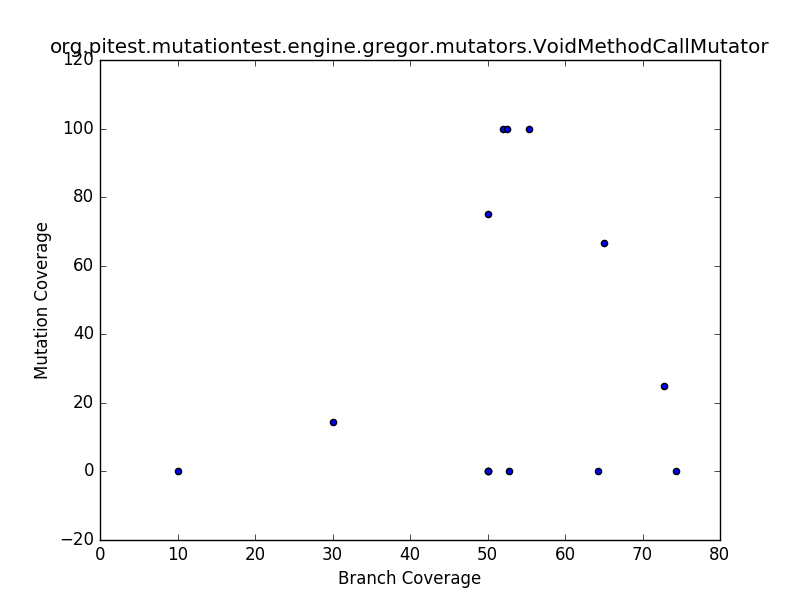 org.pitest.mutationtest.engine.gregor.mutators.VoidMethodCallMutator
120
100
80
60
40
20
0
−20
Mutation Coverage
0 10 20 30 40 50 60 70 80
Branch Coverage